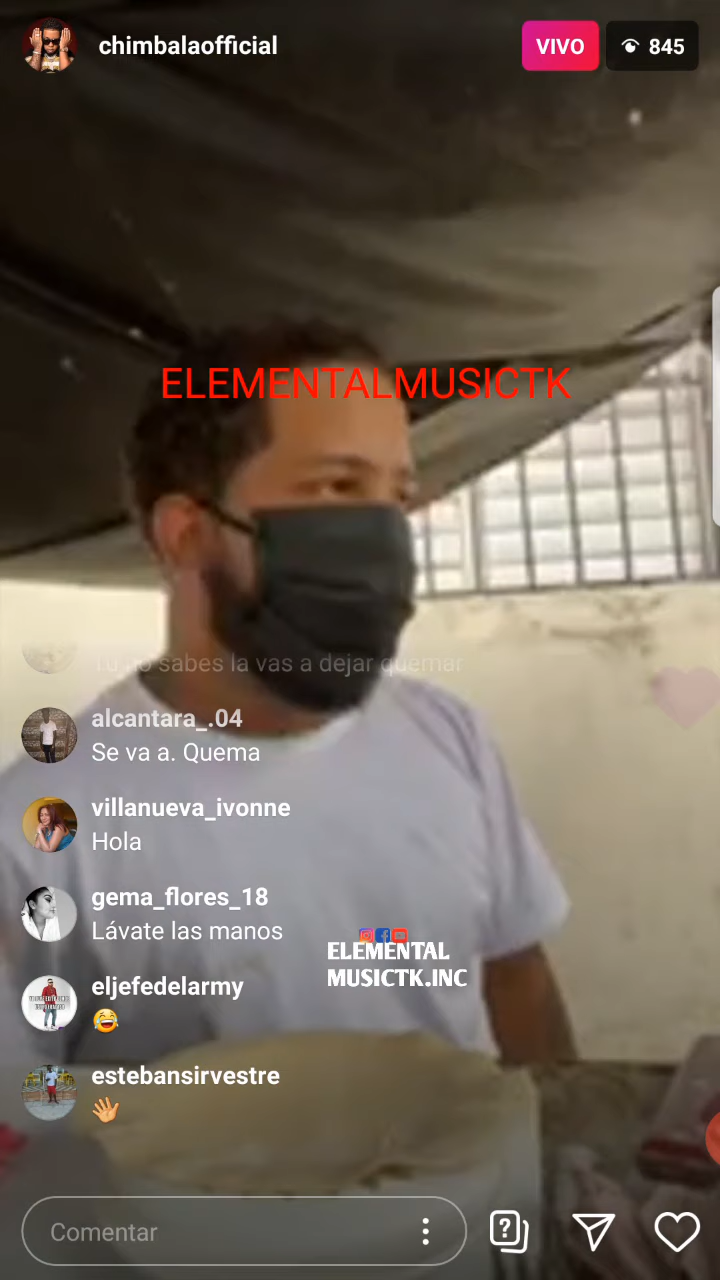 chimbalaofficial
VIVO
845
ELEMENTALMUSICTK
Tu no sabes la vas a dejar quemar
alcantara_.04
Se va a. Quema
villanueva_ivonne
Hola
gema_flores_18
Lávate las manos
ELEMENTAL
MUSICTK.INC
eljefedelarmy
😂
estebansirvestre
👋
Comentar